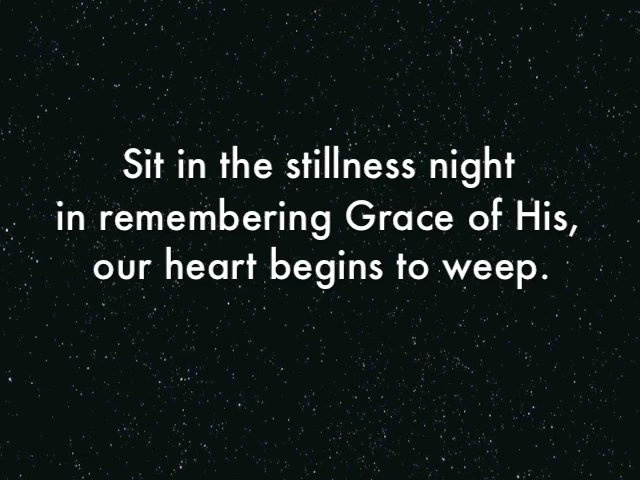 Sit in the stillness night
in remembering Grace of His,
our heart begins to weep.